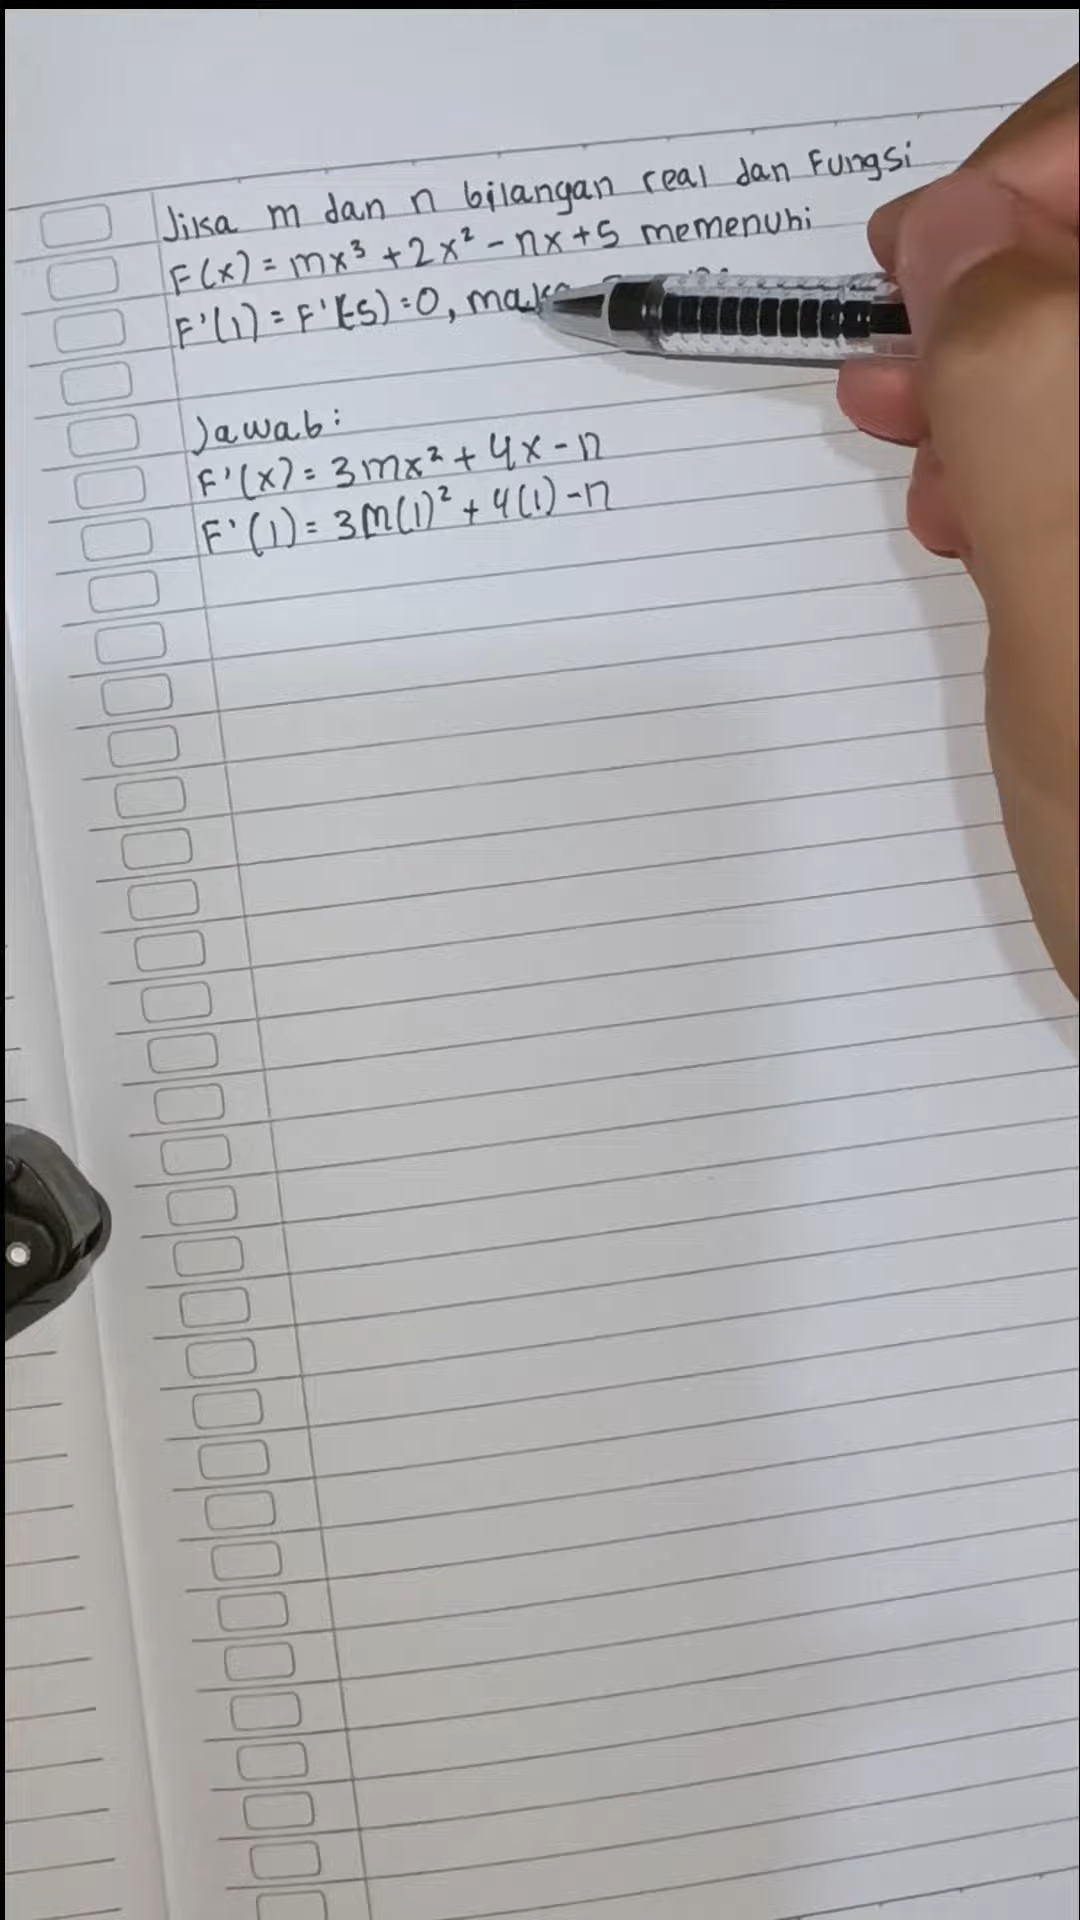 Jika m dan n bilangan real dan Fungsi
F(x) = mx³ + 2x² - nx + 5 memenuhi
F'(1) = F'(-5) = 0, maka
Jawab:
F'(x) = 3mx² + 4x - n
F'(1) = 3m(1)² + 4(1) - n